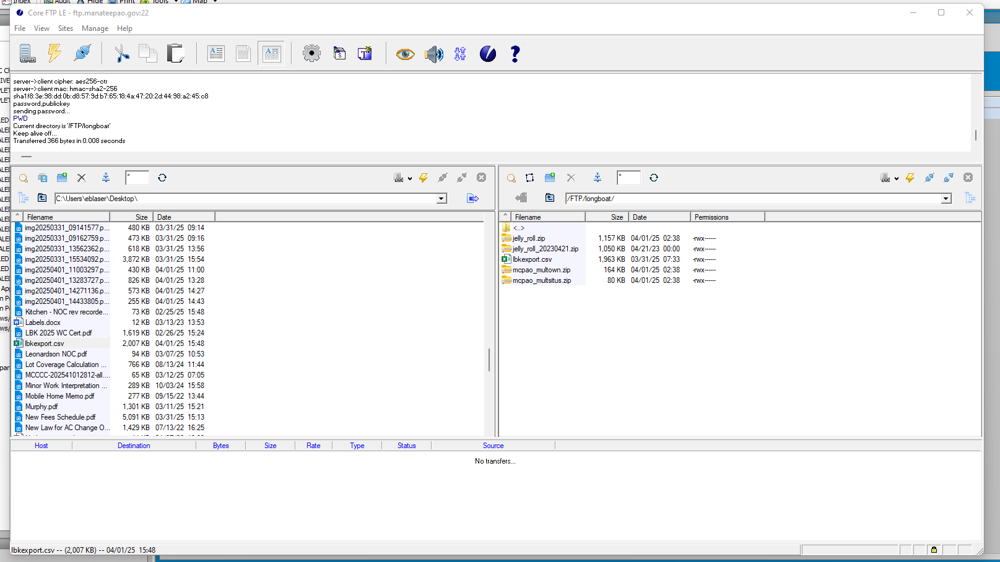 Index Audit Hide Print Tools Map
Core FTP LE - ftp.manateepao.gov:22
File View Sites Manage Help
server->client cipher: aes256-ctr
server->client mac: hmac-sha2-256
sha1f8:3e:98:dd:0b:d8:57:9d:b7:65:18:4a:47:20:2d:44:98:a2:45:c8
password,publickey
sending password...
PWD
Current directory is '/FTP/longboat'
Keep alive off...
Transferred 366 bytes in 0.008 seconds
C:\Users\eblaser\Desktop\
Filename Size Date
img20250331_09141577.p... 480 KB 03/31/25 09:14
img20250331_09162759.p... 473 KB 03/31/25 09:16
img20250331_13562362.p... 618 KB 03/31/25 13:56
img20250331_15534092.p... 3,872 KB 03/31/25 15:54
img20250401_11003297.p... 430 KB 04/01/25 11:00
img20250401_13283727.p... 826 KB 04/01/25 13:28
img20250401_14271136.p... 573 KB 04/01/25 14:27
img20250401_14433805.p... 255 KB 04/01/25 14:43
Kitchen - NOC rev recorde... 73 KB 02/25/25 15:48
Labels.docx 12 KB 03/13/23 13:53
LBK 2025 WC Cert.pdf 1,619 KB 02/26/25 15:24
lbkexport.csv 2,007 KB 04/01/25 15:48
Leonardson NOC.pdf 94 KB 03/07/25 10:53
Lot Coverage Calculation ... 766 KB 08/13/24 11:44
MCCCC-202541012812-all.... 65 KB 03/12/25 07:05
Minor Work Interpretation ... 289 KB 10/03/24 15:58
Mobile Home Memo.pdf 277 KB 09/15/22 13:44
Murphy.pdf 1,301 KB 03/11/25 15:21
New Fees Schedule.pdf 5,091 KB 03/31/25 15:13
New Law for AC Change O... 1,429 KB 07/13/22 16:25
/FTP/longboat/
Filename Size Date Permissions
<..>
jelly_roll.zip 1,157 KB 04/01/25 02:38 -rwx------
jelly_roll_20230421.zip 1,050 KB 04/21/23 00:00 -rwx------
lbkexport.csv 1,963 KB 03/31/25 07:33 -rwx------
mcpao_multown.zip 164 KB 04/01/25 02:38 -rwx------
mcpao_multsitus.zip 80 KB 04/01/25 02:38 -rwx------
Host Destination Bytes Size Rate Type Status Source
No transfers...
lbkexport.csv -- (2,007 KB) -- 04/01/25 15:48